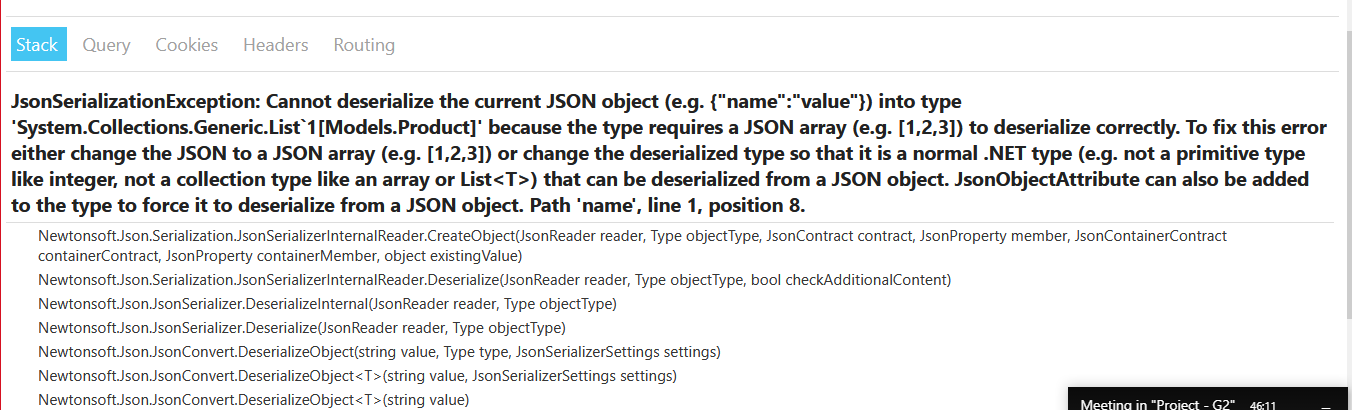 Stack Query Cookies Headers Routing
JsonSerializationException: Cannot deserialize the current JSON object (e.g. {"name":"value"}) into type
'System.Collections.Generic.List`1[Models.Product]' because the type requires a JSON array (e.g. [1,2,3]) to deserialize correctly. To fix this error
either change the JSON to a JSON array (e.g. [1,2,3]) or change the deserialized type so that it is a normal .NET type (e.g. not a primitive type
like integer, not a collection type like an array or List<T>) that can be deserialized from a JSON object. JsonObjectAttribute can also be added
to the type to force it to deserialize from a JSON object. Path 'name', line 1, position 8.
Newtonsoft.Json.Serialization.JsonSerializerInternalReader.CreateObject(JsonReader reader, Type objectType, JsonContract contract, JsonProperty member, JsonContainerContract
containerContract, JsonProperty containerMember, object existingValue)
Newtonsoft.Json.Serialization.JsonSerializerInternalReader.Deserialize(JsonReader reader, Type objectType, bool checkAdditionalContent)
Newtonsoft.Json.JsonSerializer.DeserializeInternal(JsonReader reader, Type objectType)
Newtonsoft.Json.JsonSerializer.Deserialize(JsonReader reader, Type objectType)
Newtonsoft.Json.JsonConvert.DeserializeObject(string value, Type type, JsonSerializerSettings settings)
Newtonsoft.Json.JsonConvert.DeserializeObject<T>(string value, JsonSerializerSettings settings)
Newtonsoft.Json.JsonConvert.DeserializeObject<T>(string value)
Meeting in "Project - G2" 46:11